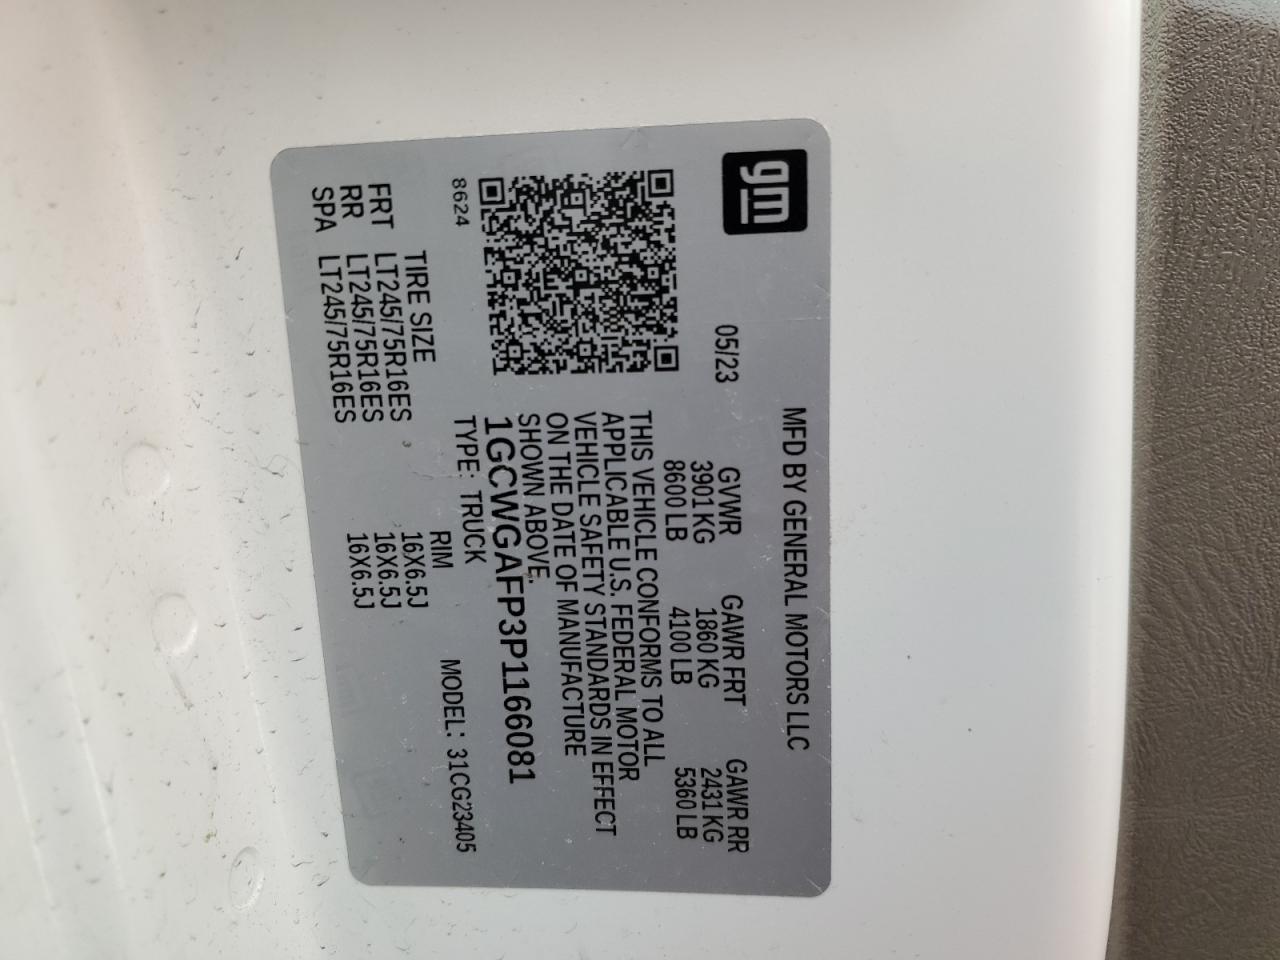 gm
MFD BY GENERAL MOTORS LLC
05/23
GVWR GAWR FRT GAWR RR
3901 KG 1860 KG 2431 KG
8600 LB 4100 LB 5360 LB
THIS VEHICLE CONFORMS TO ALL
APPLICABLE U.S. FEDERAL MOTOR
VEHICLE SAFETY STANDARDS IN EFFECT
ON THE DATE OF MANUFACTURE
SHOWN ABOVE.
1GCWGAFP3P1166081
TYPE: TRUCK
8624
MODEL: 31CG23405
TIRE SIZE RIM
FRT LT245/75R16ES 16X6.5J
RR LT245/75R16ES 16X6.5J
SPA LT245/75R16ES 16X6.5J